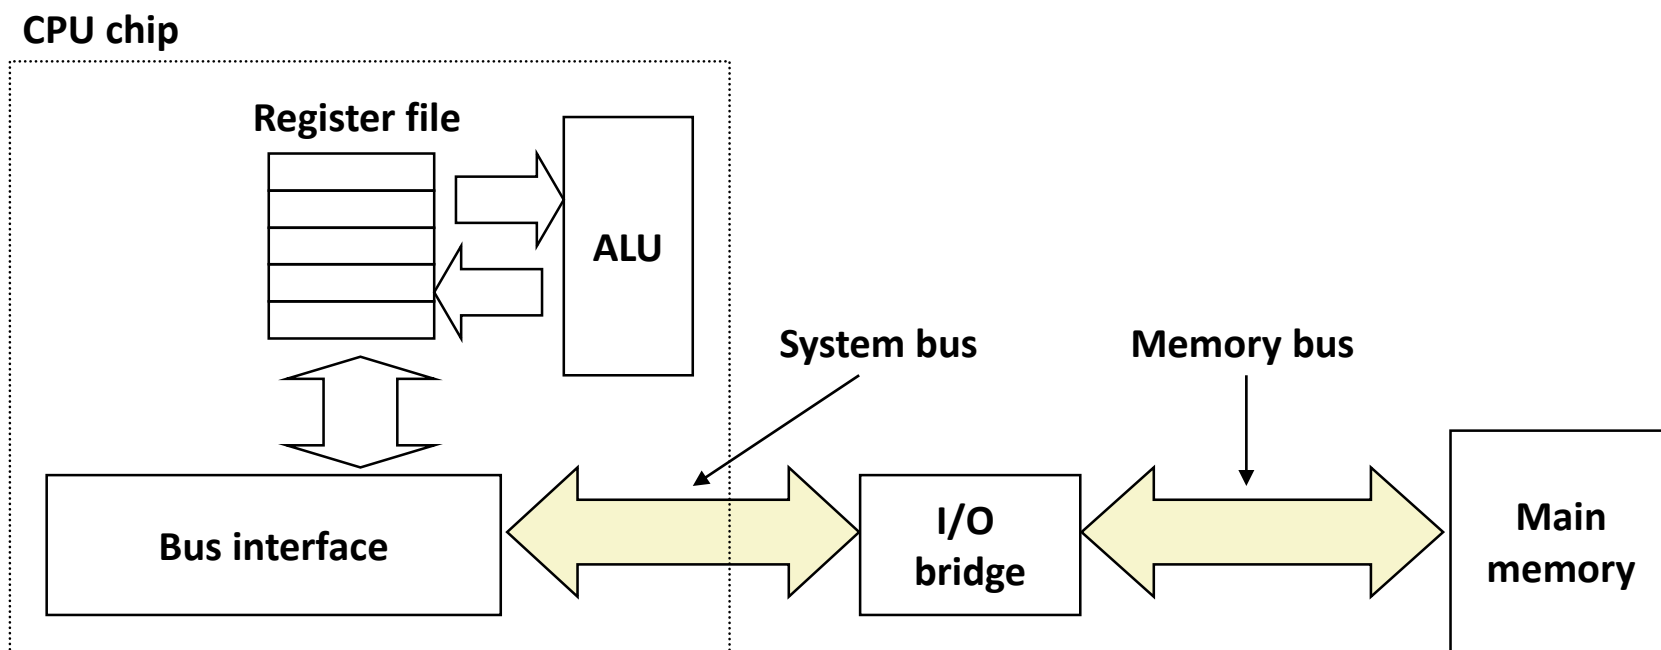 CPU chip
Register file
ALU
System bus
Memory bus
Bus interface
I/O
bridge
Main
memory